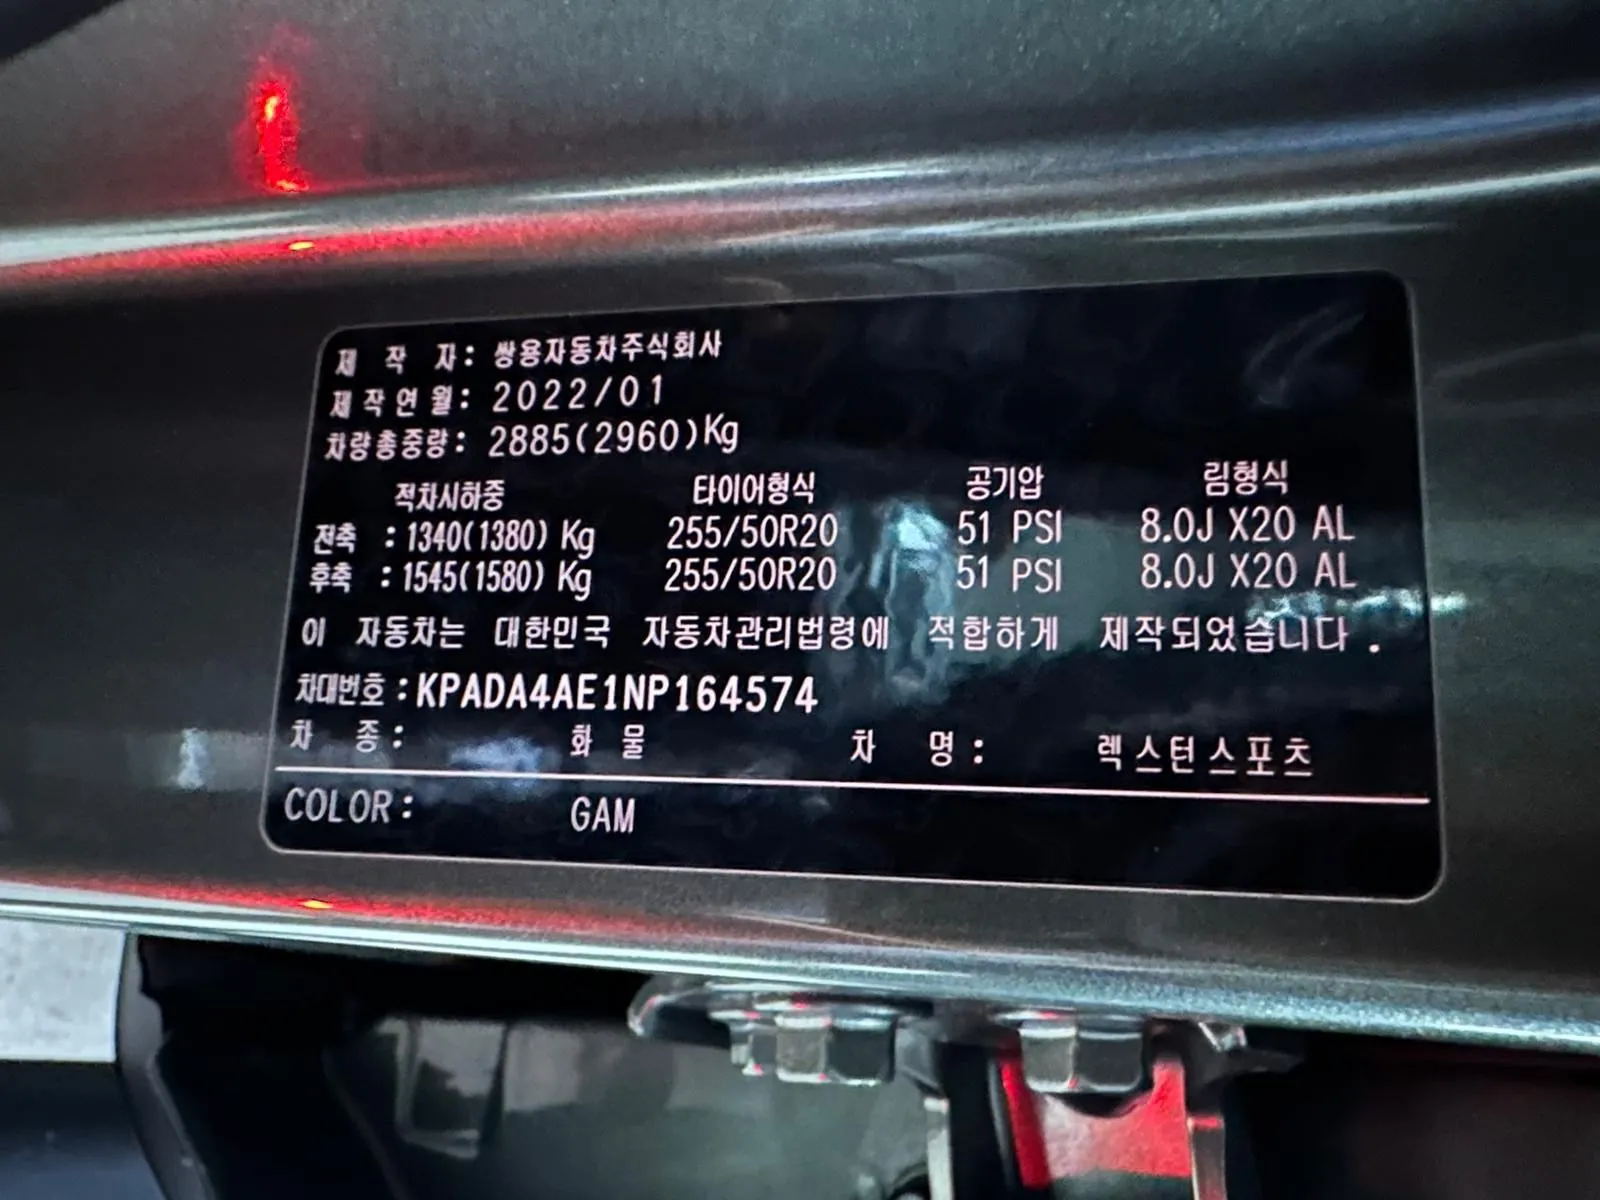 제 작 자: 쌍용자동차주식회사
제작연월: 2022/01
차량총중량: 2885(2960)Kg
적차시하중 타이어형식 공기압 림형식
전축 : 1340(1380) Kg 255/50R20 51 PSI 8.0J X20 AL
후축 : 1545(1580) Kg 255/50R20 51 PSI 8.0J X20 AL
이 자동차는 대한민국 자동차관리법령에 적합하게 제작되었습니다.
차대번호 : KPADA4AE1NP164574
차 종: 화 물 차 명: 렉스턴스포츠
COLOR: GAM